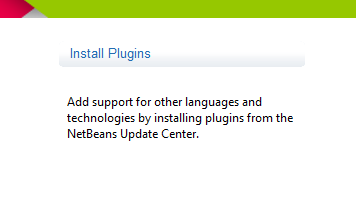 Install Plugins
Add support for other languages and
technologies by installing plugins from the
NetBeans Update Center.